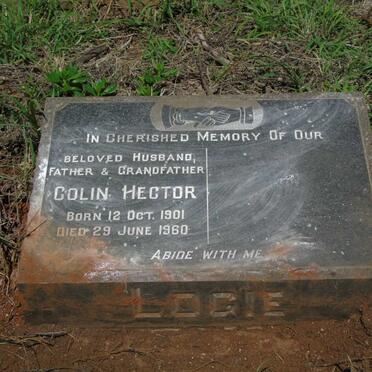 In Cherished Memory Of Our
Beloved Husband,
Father & Grandfather
Colin Hector
Born 12 Oct. 1901
Died 29 June 1960
Abide with me
LOGIE